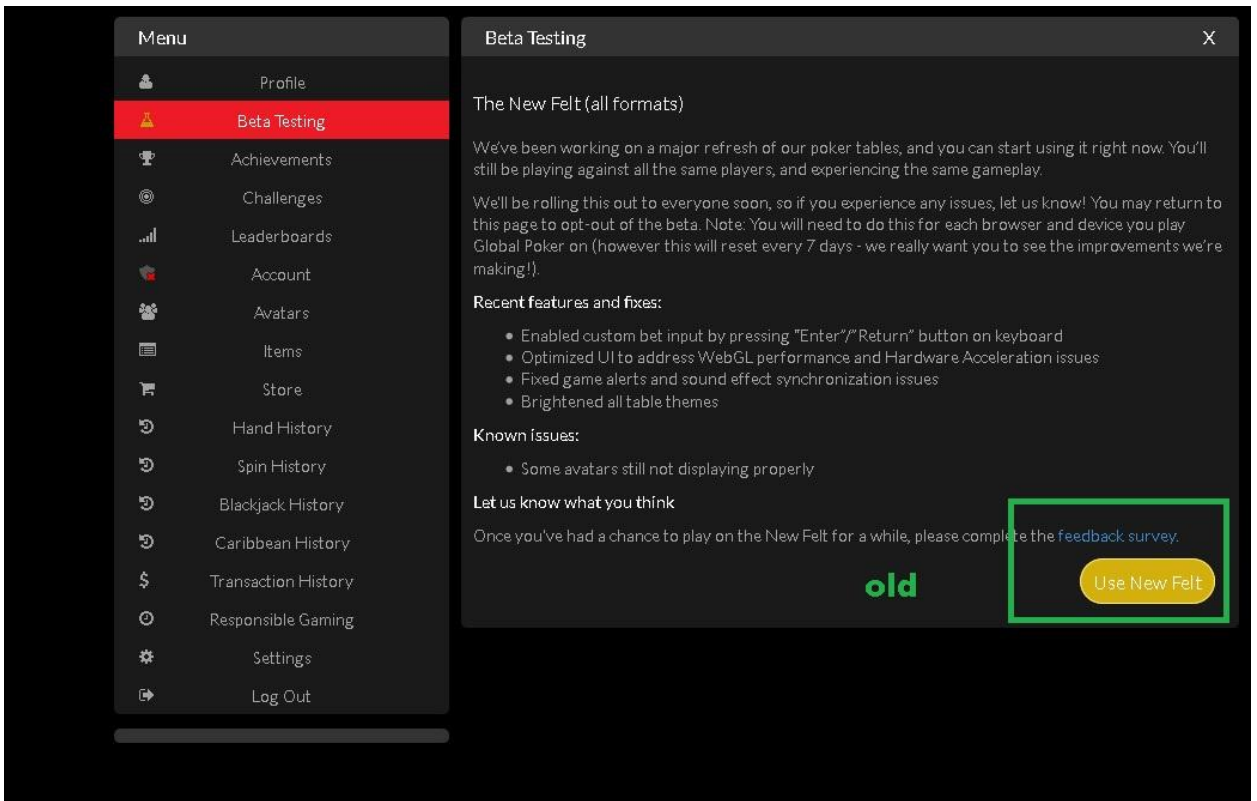 Menu
Profile
Beta Testing
Achievements
Challenges
Leaderboards
Account
Avatars
Items
Store
Hand History
Spin History
Blackjack History
Caribbean History
Transaction History
Responsible Gaming
Settings
Log Out
Beta Testing X
The New Felt (all formats)
We've been working on a major refresh of our poker tables, and you can start using it right now. You'll
still be playing against all the same players, and experiencing the same gameplay.
We'll be rolling this out to everyone soon, so if you experience any issues, let us know! You may return to
this page to opt-out of the beta. Note: You will need to do this for each browser and device you play
Global Poker on (however this will reset every 7 days - we really want you to see the improvements we're
making!).
Recent features and fixes:
• Enabled custom bet input by pressing "Enter"/"Return" button on keyboard
• Optimized UI to address WebGL performance and Hardware Acceleration issues
• Fixed game alerts and sound effect synchronization issues
• Brightened all table themes
Known issues:
• Some avatars still not displaying properly
Let us know what you think
Once you've had a chance to play on the New Felt for a while, please complete the feedback survey.
old
Use New Felt